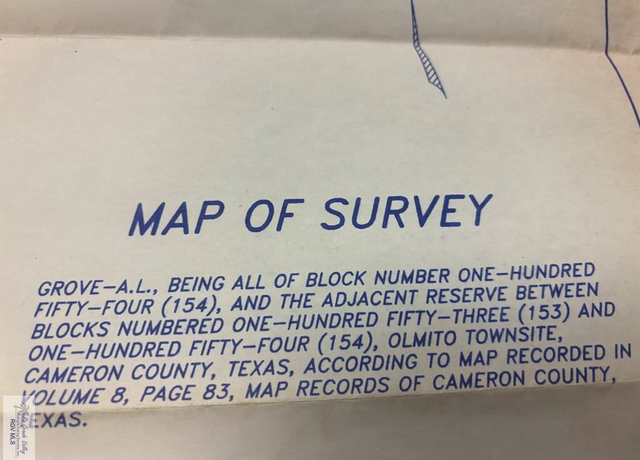 MAP OF SURVEY
GROVE-A.L., BEING ALL OF BLOCK NUMBER ONE-HUNDRED
FIFTY-FOUR (154), AND THE ADJACENT RESERVE BETWEEN
BLOCKS NUMBERED ONE-HUNDRED FIFTY-THREE (153) AND
ONE-HUNDRED FIFTY-FOUR (154), OLMITO TOWNSITE,
CAMERON COUNTY, TEXAS, ACCORDING TO MAP RECORDED IN
VOLUME 8, PAGE 83, MAP RECORDS OF CAMERON COUNTY,
TEXAS.
RGV MLS